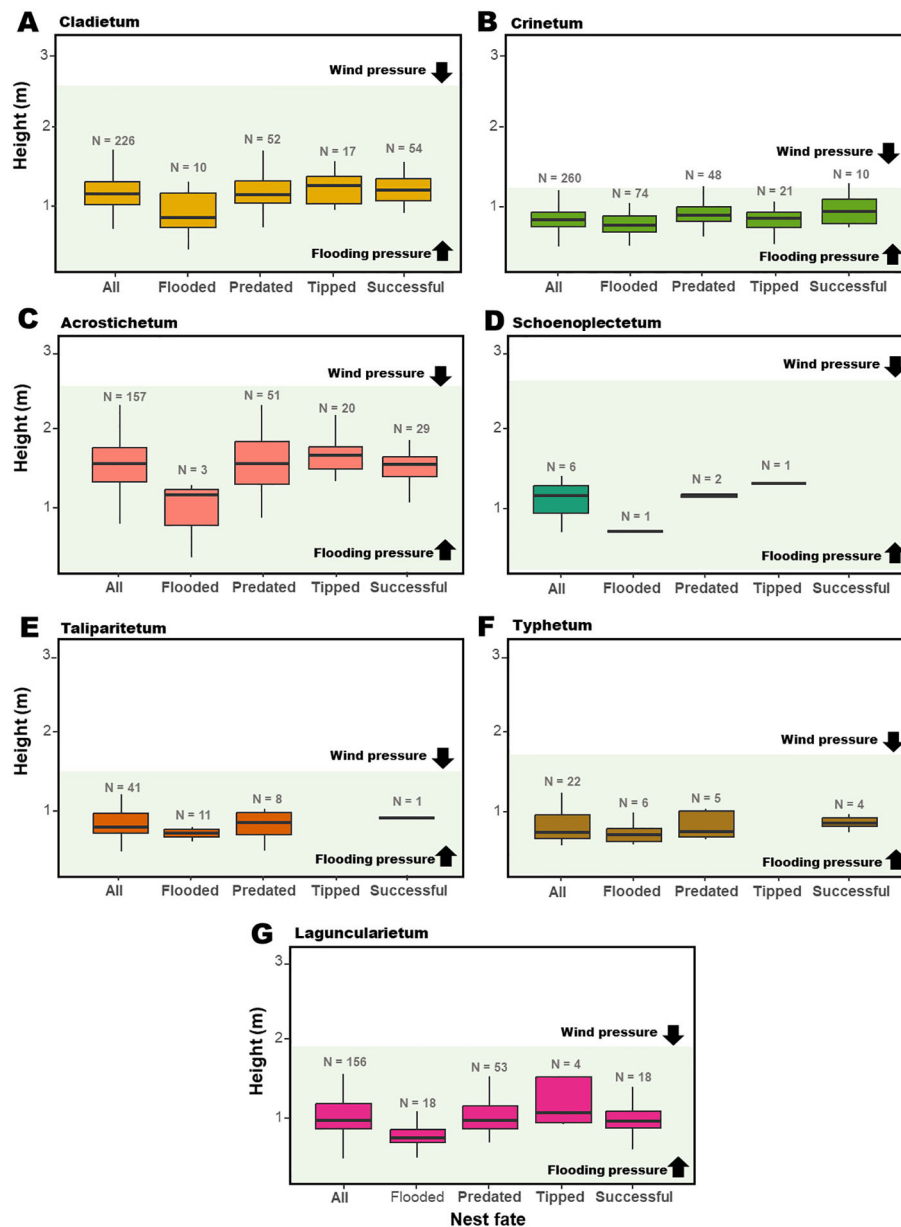 A Cladietum
Height (m)
3
2
1
Wind pressure
N = 226
N = 10
N = 52
N = 17
N = 54
Flooding pressure
All Flooded Predated Tipped Successful
B Crinetum
3
2
1
Wind pressure
N = 260
N = 74
N = 48
N = 21
N = 10
Flooding pressure
All Flooded Predated Tipped Successful
C Acrostichetum
Height (m)
3
2
1
Wind pressure
N = 157
N = 3
N = 51
N = 20
N = 29
Flooding pressure
All Flooded Predated Tipped Successful
D Schoenoplectetum
3
2
1
Wind pressure
N = 6
N = 1
N = 2
N = 1
Flooding pressure
All Flooded Predated Tipped Successful
E Taliparitetum
Height (m)
3
2
1
Wind pressure
N = 41
N = 11
N = 8
N = 1
Flooding pressure
All Flooded Predated Tipped Successful
F Typhetum
3
2
1
Wind pressure
N = 22
N = 6
N = 5
N = 4
Flooding pressure
All Flooded Predated Tipped Successful
G Laguncularietum
Height (m)
3
2
1
Wind pressure
N = 156
N = 18
N = 53
N = 4
N = 18
Flooding pressure
All Flooded Predated Tipped Successful
Nest fate